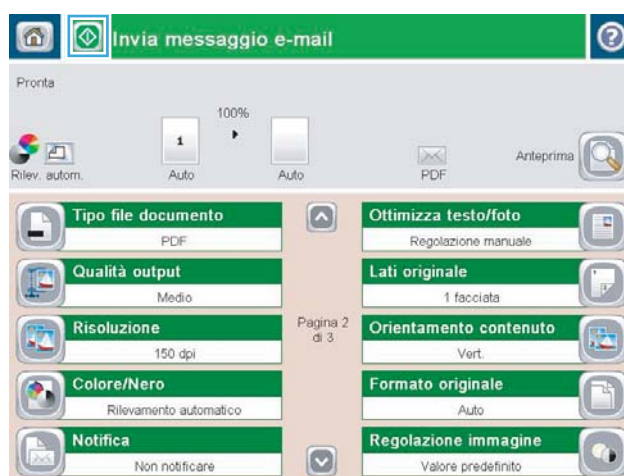 Invia messaggio e-mail
?
Pronta
100%
1
Rilev. autom.
Auto
Auto
PDF
Anteprima
Tipo file documento
PDF
Ottimizza testo/foto
Regolazione manuale
Qualità output
Medio
Lati originale
1 facciata
Risoluzione
150 dpi
Pagina 2
di 3
Orientamento contenuto
Vert.
Colore/Nero
Rilevamento automatico
Formato originale
Auto
Notifica
Non notificare
Regolazione immagine
Valore predefinito